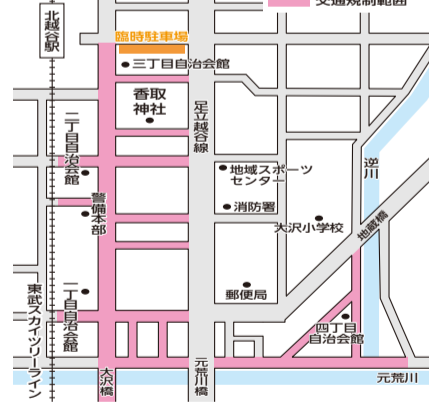 交通規制範囲
北越谷駅
臨時駐車場
三丁目自治会館
香取
神社
足立越谷線
二丁目自治会館
地域スポーツ
センター
逆川
警備本部
消防署
大沢小学校
地蔵橋
一丁目自治会館
郵便局
東武スカイツリーライン
四丁目
自治会館
大沢橋
元荒川橋
元荒川